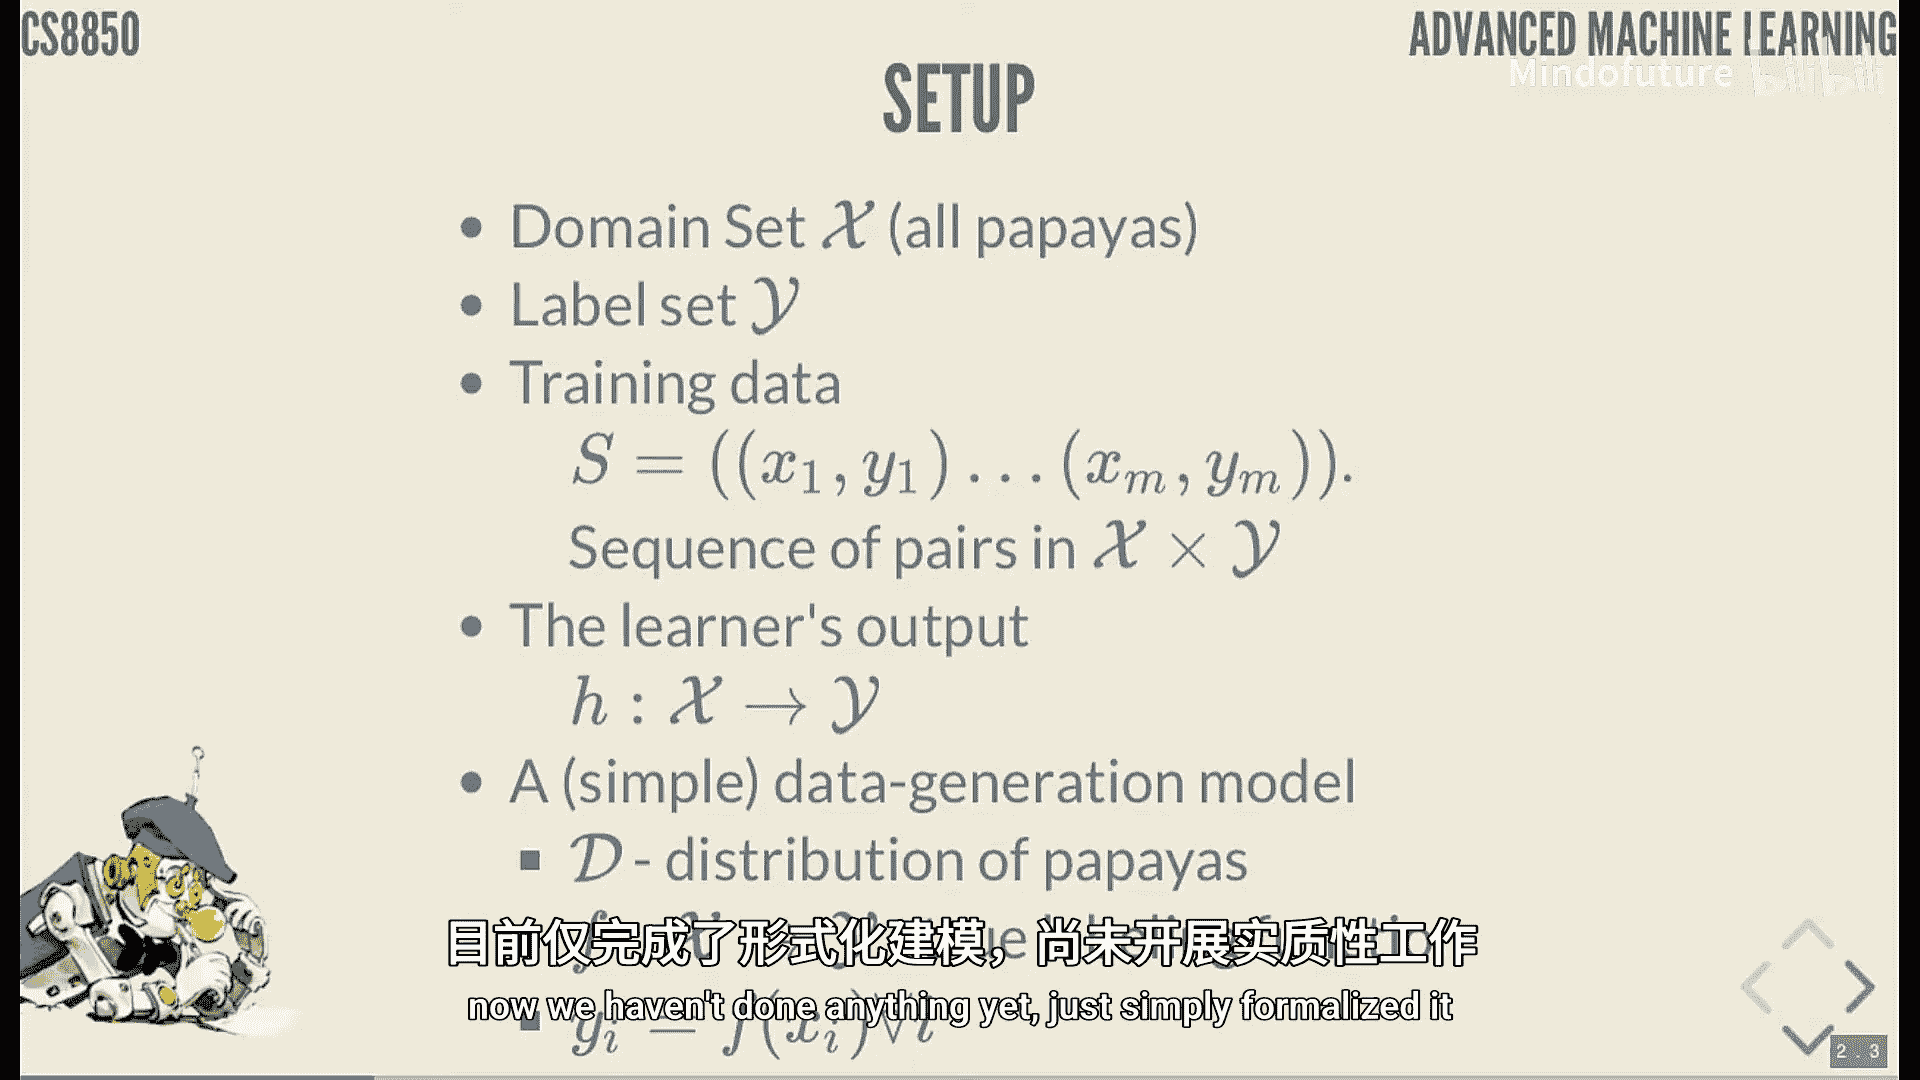 CS8850
ADVANCED MACHINE LEARNING
Mindofuture bilibili
SETUP
• Domain Set 𝒳 (all papayas)
• Label set 𝒴
• Training data
S = ((x₁, y₁) . . . (xₘ, yₘ)).
Sequence of pairs in 𝒳 × 𝒴
• The learner's output
h : 𝒳 → 𝒴
• A (simple) data-generation model
▪ 𝒟 - distribution of papayas
目前仅完成了形式化建模，尚未开展实质性工作
now we haven't done anything yet, just simply formalized it
▪ yᵢ = f(xᵢ)∀i
2.3